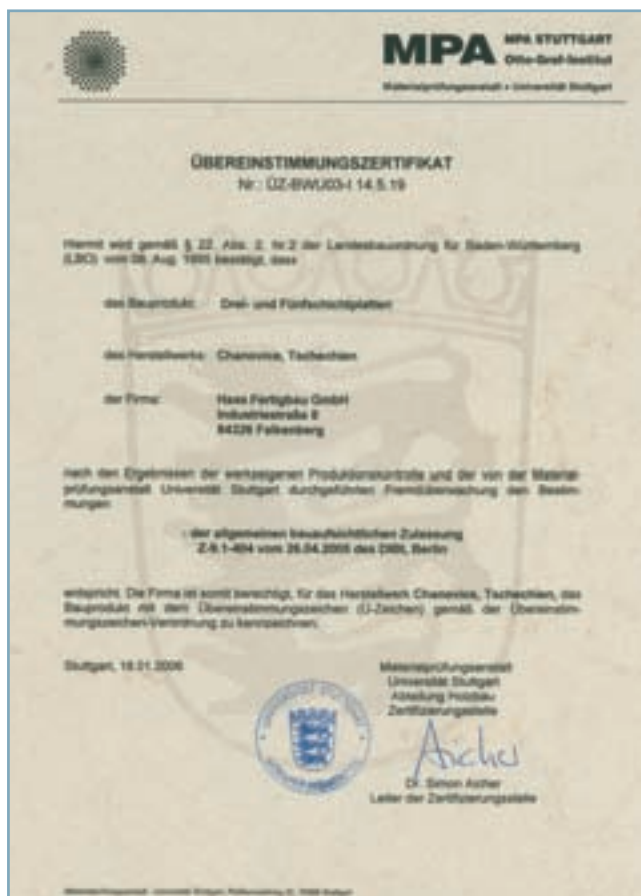 MPA
MPA STUTTGART
Otto-Graf-Institut
Materialprüfungsanstalt • Universität Stuttgart
ÜBEREINSTIMMUNGSZERTIFIKAT
Nr.: ÜZ-BWU03-I 14.5.19
Hiermit wird gemäß § 22, Abs. 2, Nr.2 der Landesbauordnung für Baden-Württemberg
(LBO) vom 08. Aug. 1995 bestätigt, dass
das Bauprodukt: Drei- und Fünfschichtplatten
des Herstellwerks: Chanovice, Tschechien
der Firma: Haas Fertigbau GmbH
Industriestraße 8
84326 Falkenberg
nach den Ergebnissen der werkseigenen Produktionskontrolle und der von der Material-
prüfungsanstalt Universität Stuttgart durchgeführten Fremdüberwachung den Bestim-
mungen
- der allgemeinen bauaufsichtlichen Zulassung
Z-9.1-404 vom 26.04.2005 des DIBt, Berlin
entspricht. Die Firma ist somit berechtigt, für das Herstellwerk Chanovice, Tschechien, das
Bauprodukt mit dem Übereinstimmungszeichen (Ü-Zeichen) gemäß der Übereinstim-
mungszeichen-Verordnung zu kennzeichnen.
Stuttgart, 18.01.2006
Materialprüfungsanstalt
Universität Stuttgart
Abteilung Holzbau
Zertifizierungsstelle
Aicher
Dr. Simon Aicher
Leiter der Zertifizierungsstelle